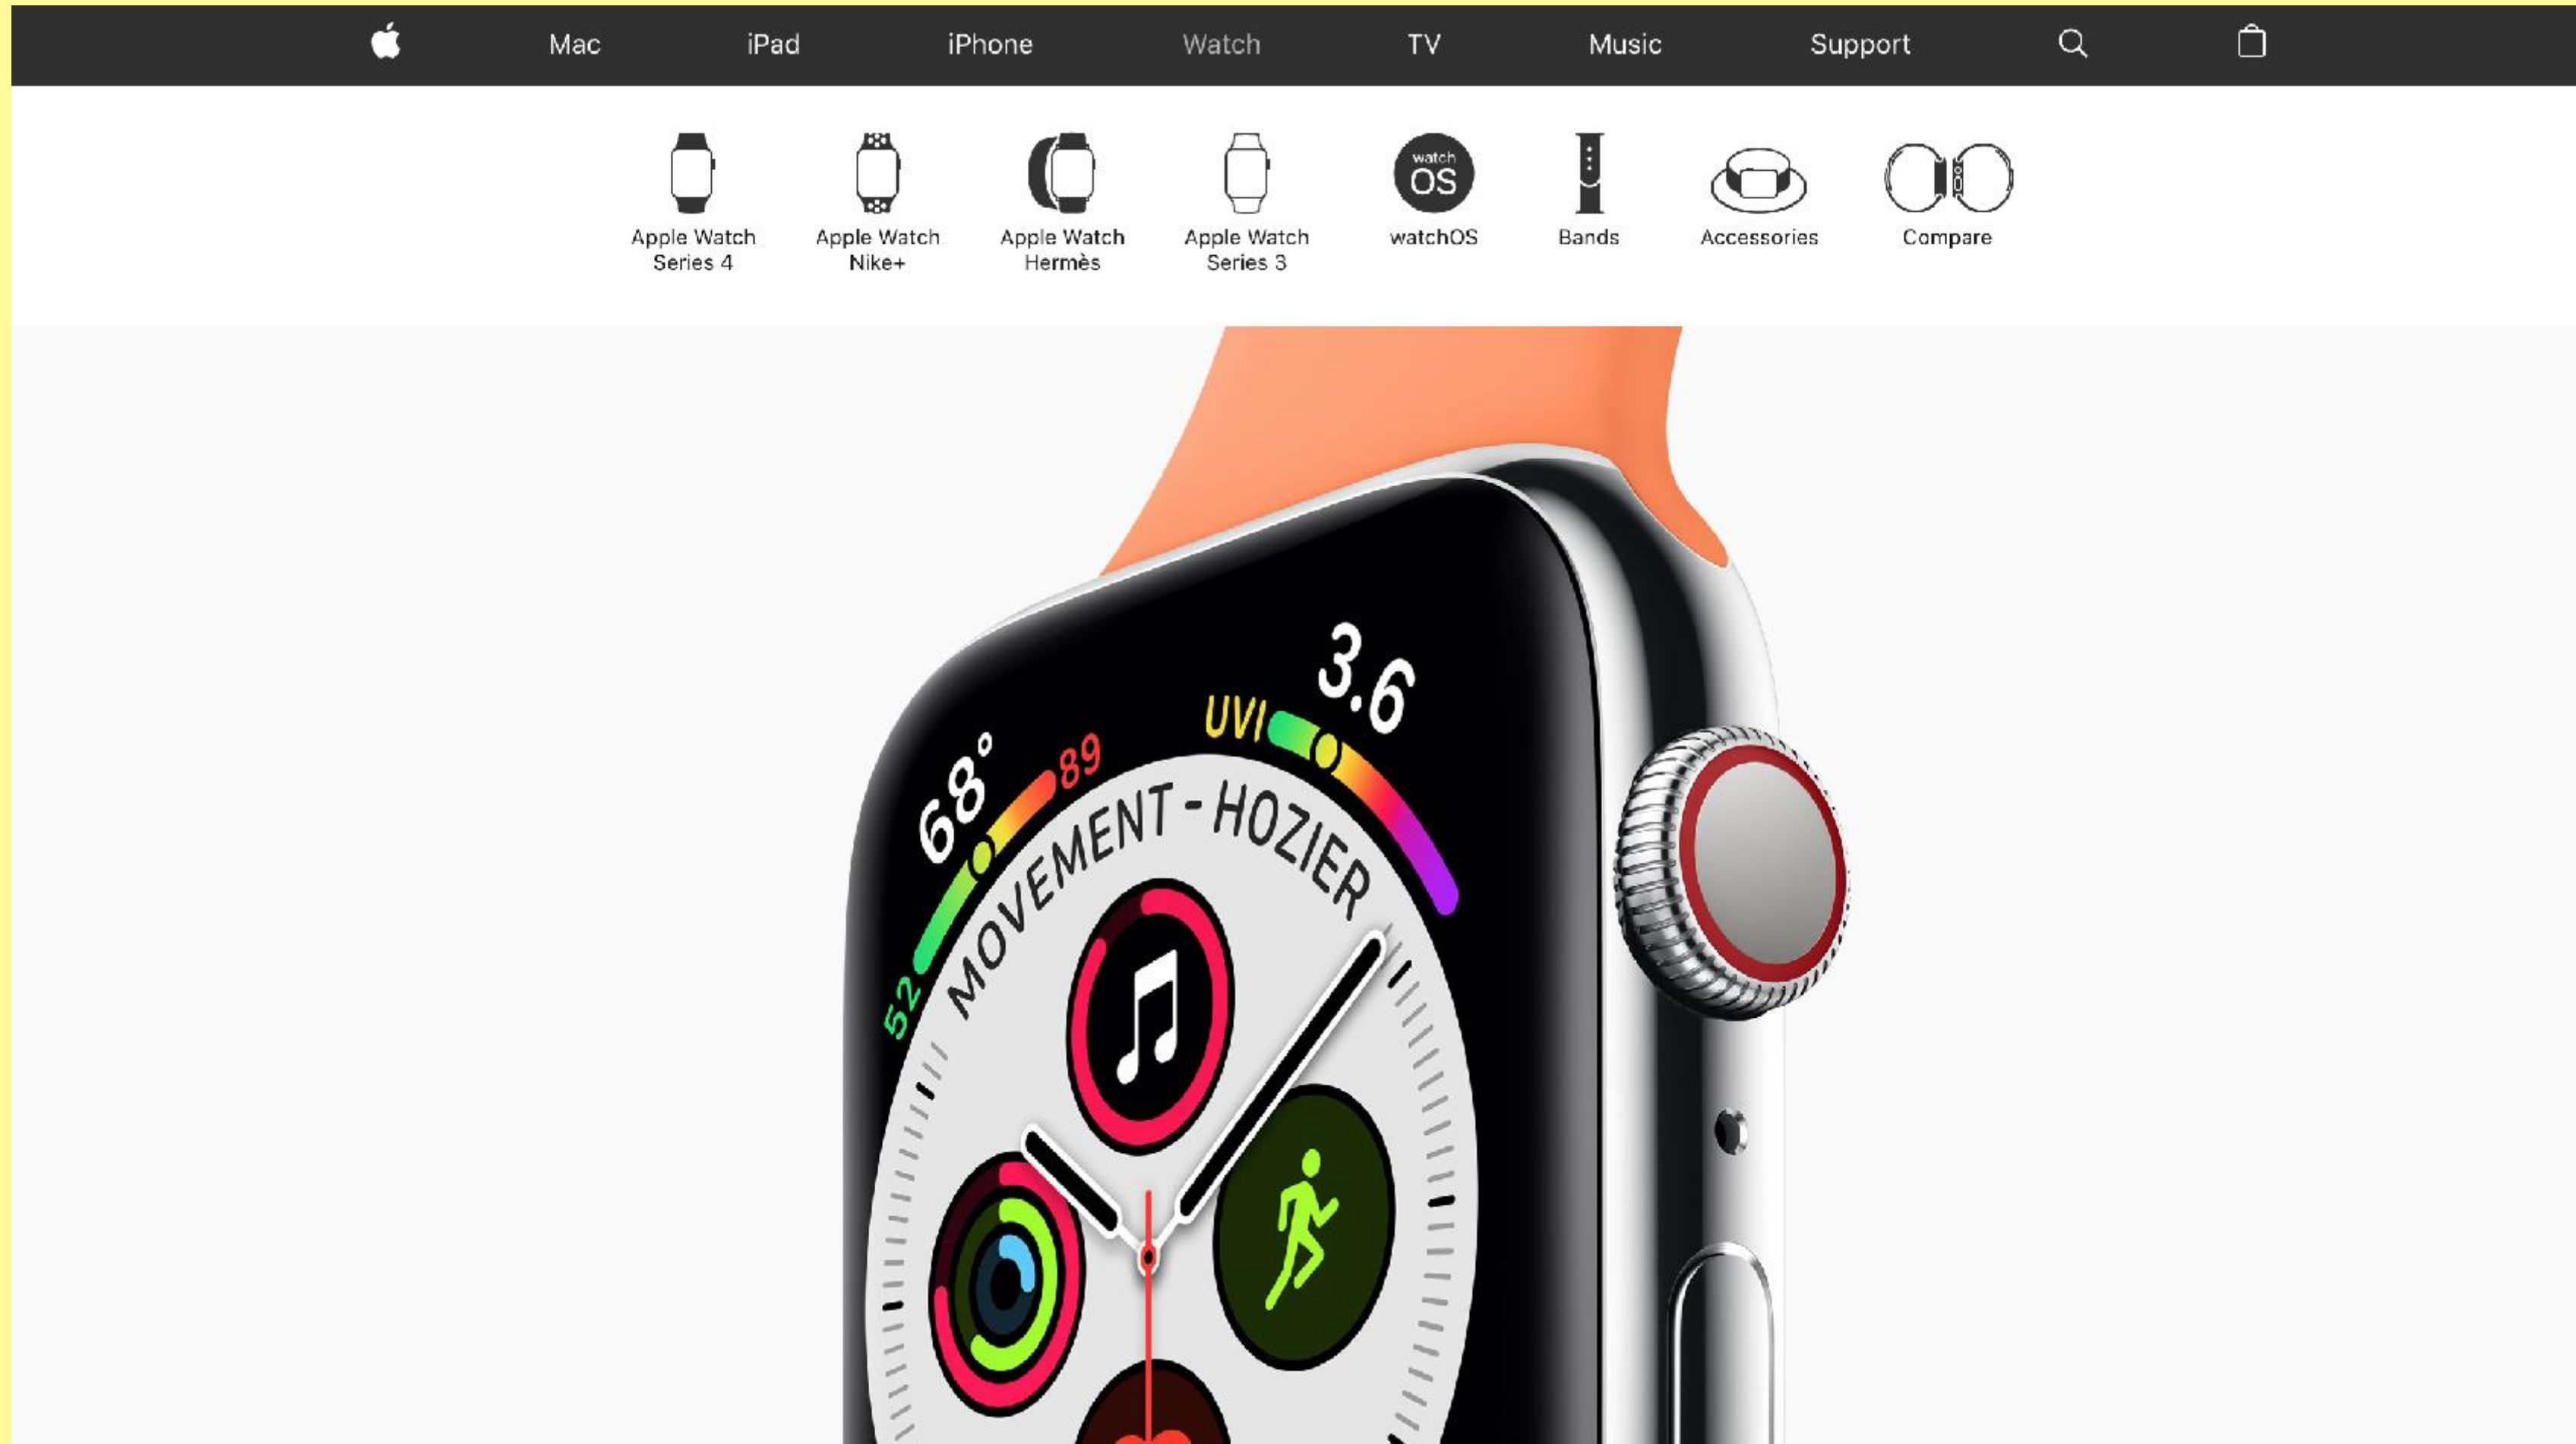 Mac
iPad
iPhone
Watch
TV
Music
Support
Apple Watch
Series 4
Apple Watch
Nike+
Apple Watch
Hermès
Apple Watch
Series 3
watch
OS
watchOS
Bands
Accessories
Compare
3.6
UVI
68°
89
52
MOVEMENT - HOZIER